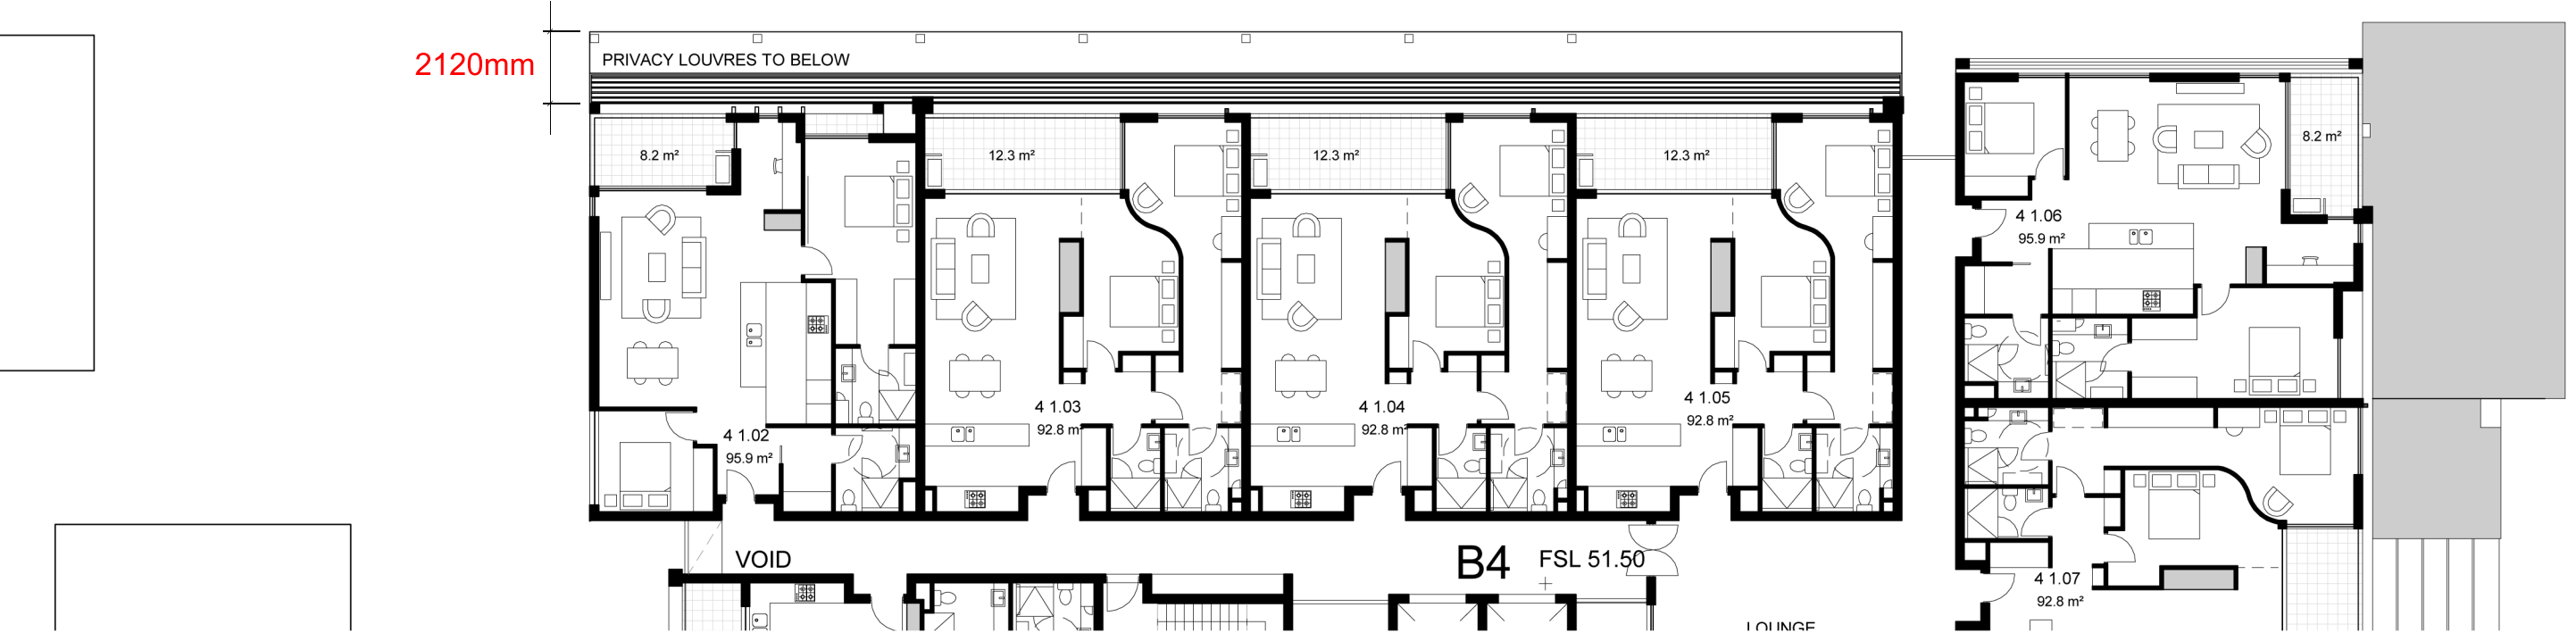 2120mm
PRIVACY LOUVRES TO BELOW
8.2 m²
12.3 m²
12.3 m²
12.3 m²
8.2 m²
4 1.06
95.9 m²
4 1.03
92.8 m²
4 1.04
92.8 m²
4 1.05
92.8 m²
4 1.02
95.9 m²
VOID
B4
FSL 51.50
4 1.07
92.8 m²
LOUNGE